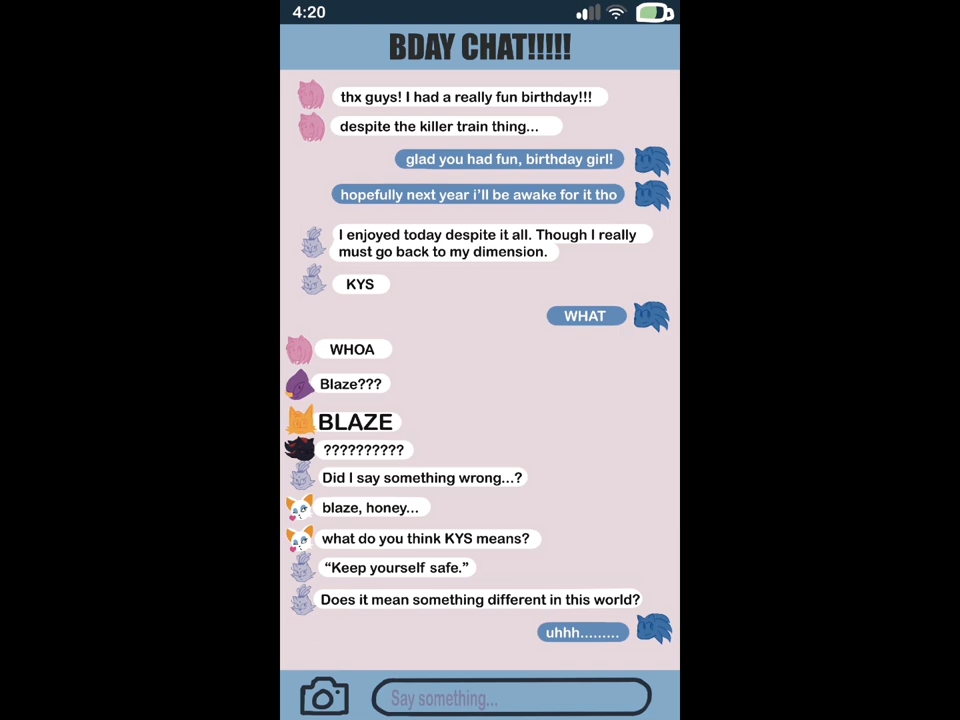 4:20
BDAY CHAT!!!!!
thx guys! I had a really fun birthday!!!
despite the killer train thing...
glad you had fun, birthday girl!
hopefully next year i'll be awake for it tho
I enjoyed today despite it all. Though I really
must go back to my dimension.
KYS
WHAT
WHOA
Blaze???
BLAZE
??????????
Did I say something wrong...?
blaze, honey...
what do you think KYS means?
“Keep yourself safe.”
Does it mean something different in this world?
uhhh.........
Say something...